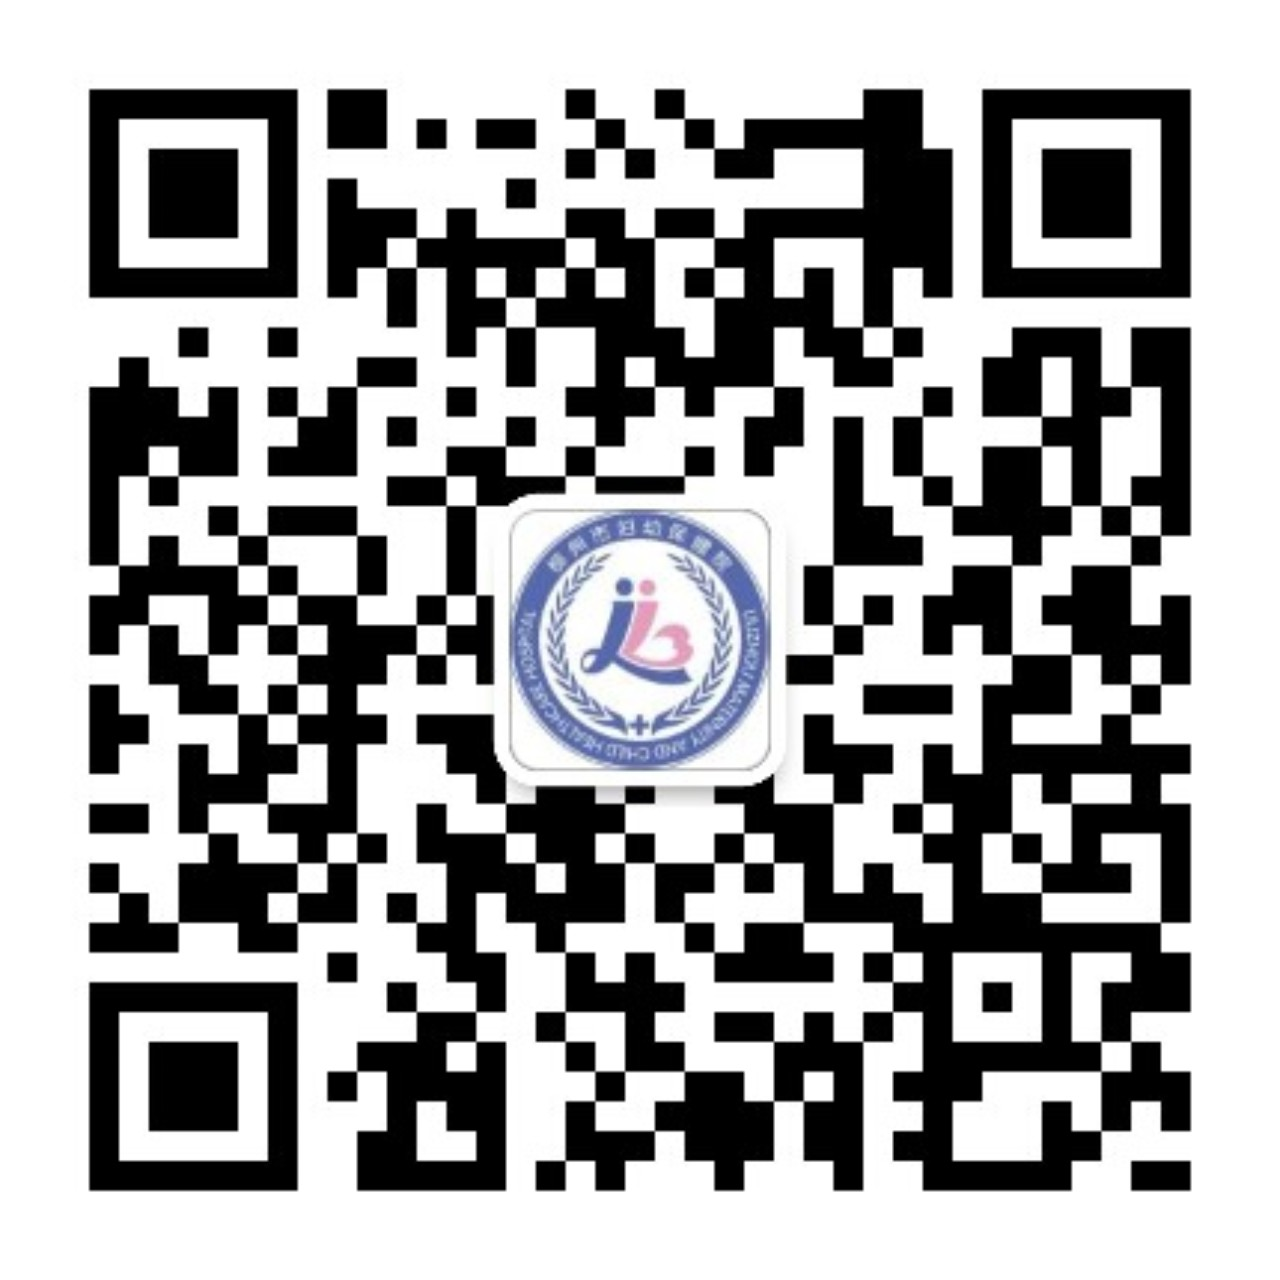 柳州市妇幼保健院
LIUZHOU MATERNITY AND CHILD HEALTHCARE HOSPITAL